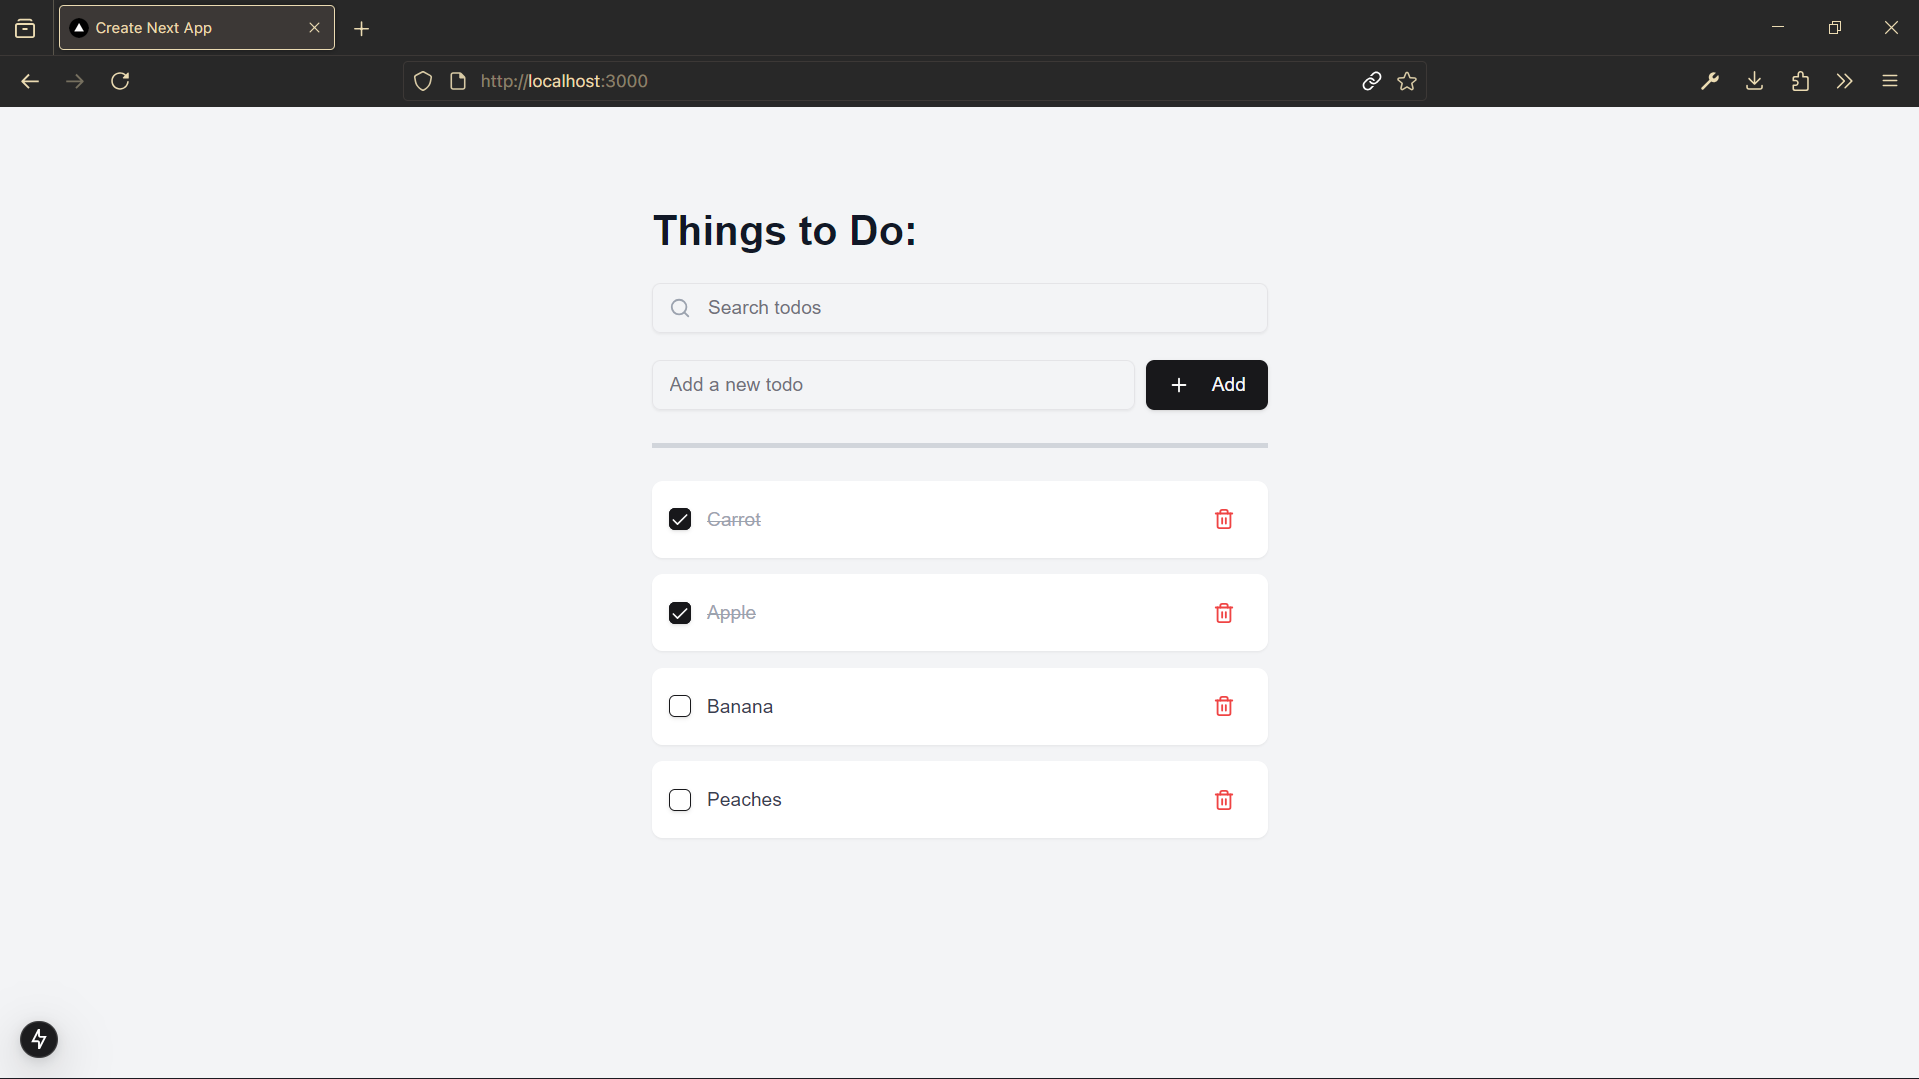 Create Next App
http://localhost:3000
Things to Do:
Search todos
Add a new todo
Add
Carrot
Apple
Banana
Peaches